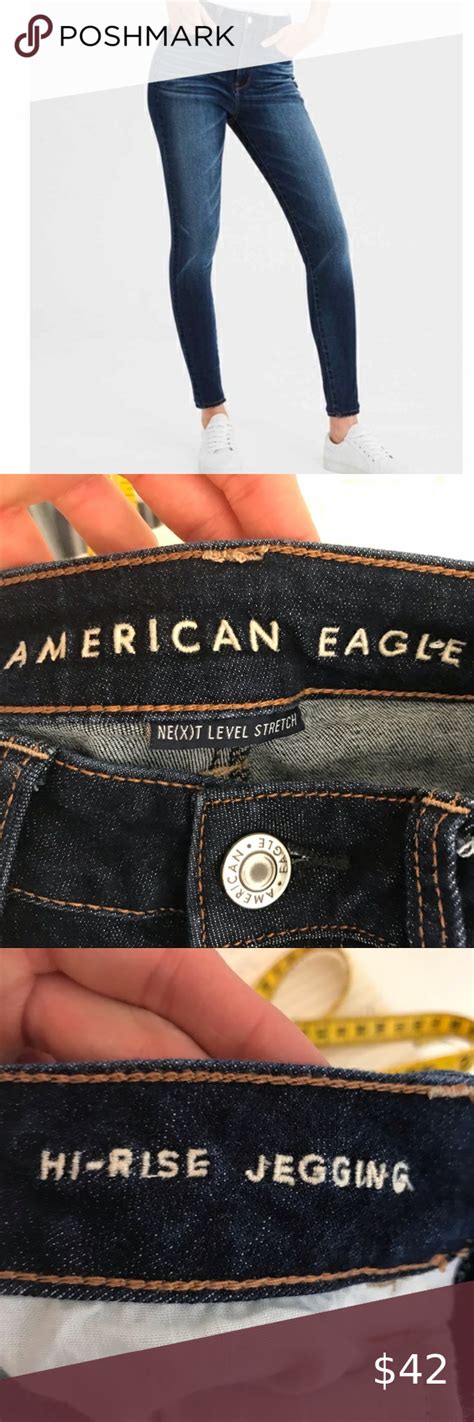 POSHMARK
AMERICAN EAGLE
NE(X)T LEVEL STRETCH
AMERICAN • EAGLE •
HI-RISE JEGGING
$42